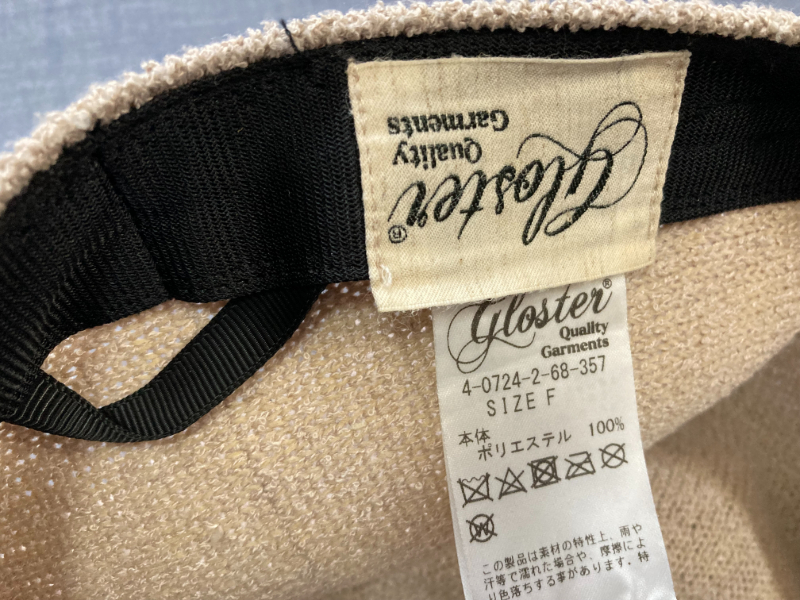 Gloster®
Quality
Garments
Gloster®
Quality
Garments
4-0724-2-68-357
SIZE F
本体
ポリエステル 100%
W
この製品は素材の特性上、雨や
汗等で濡れた場合や、摩擦によ
り色落ちする事があります。特